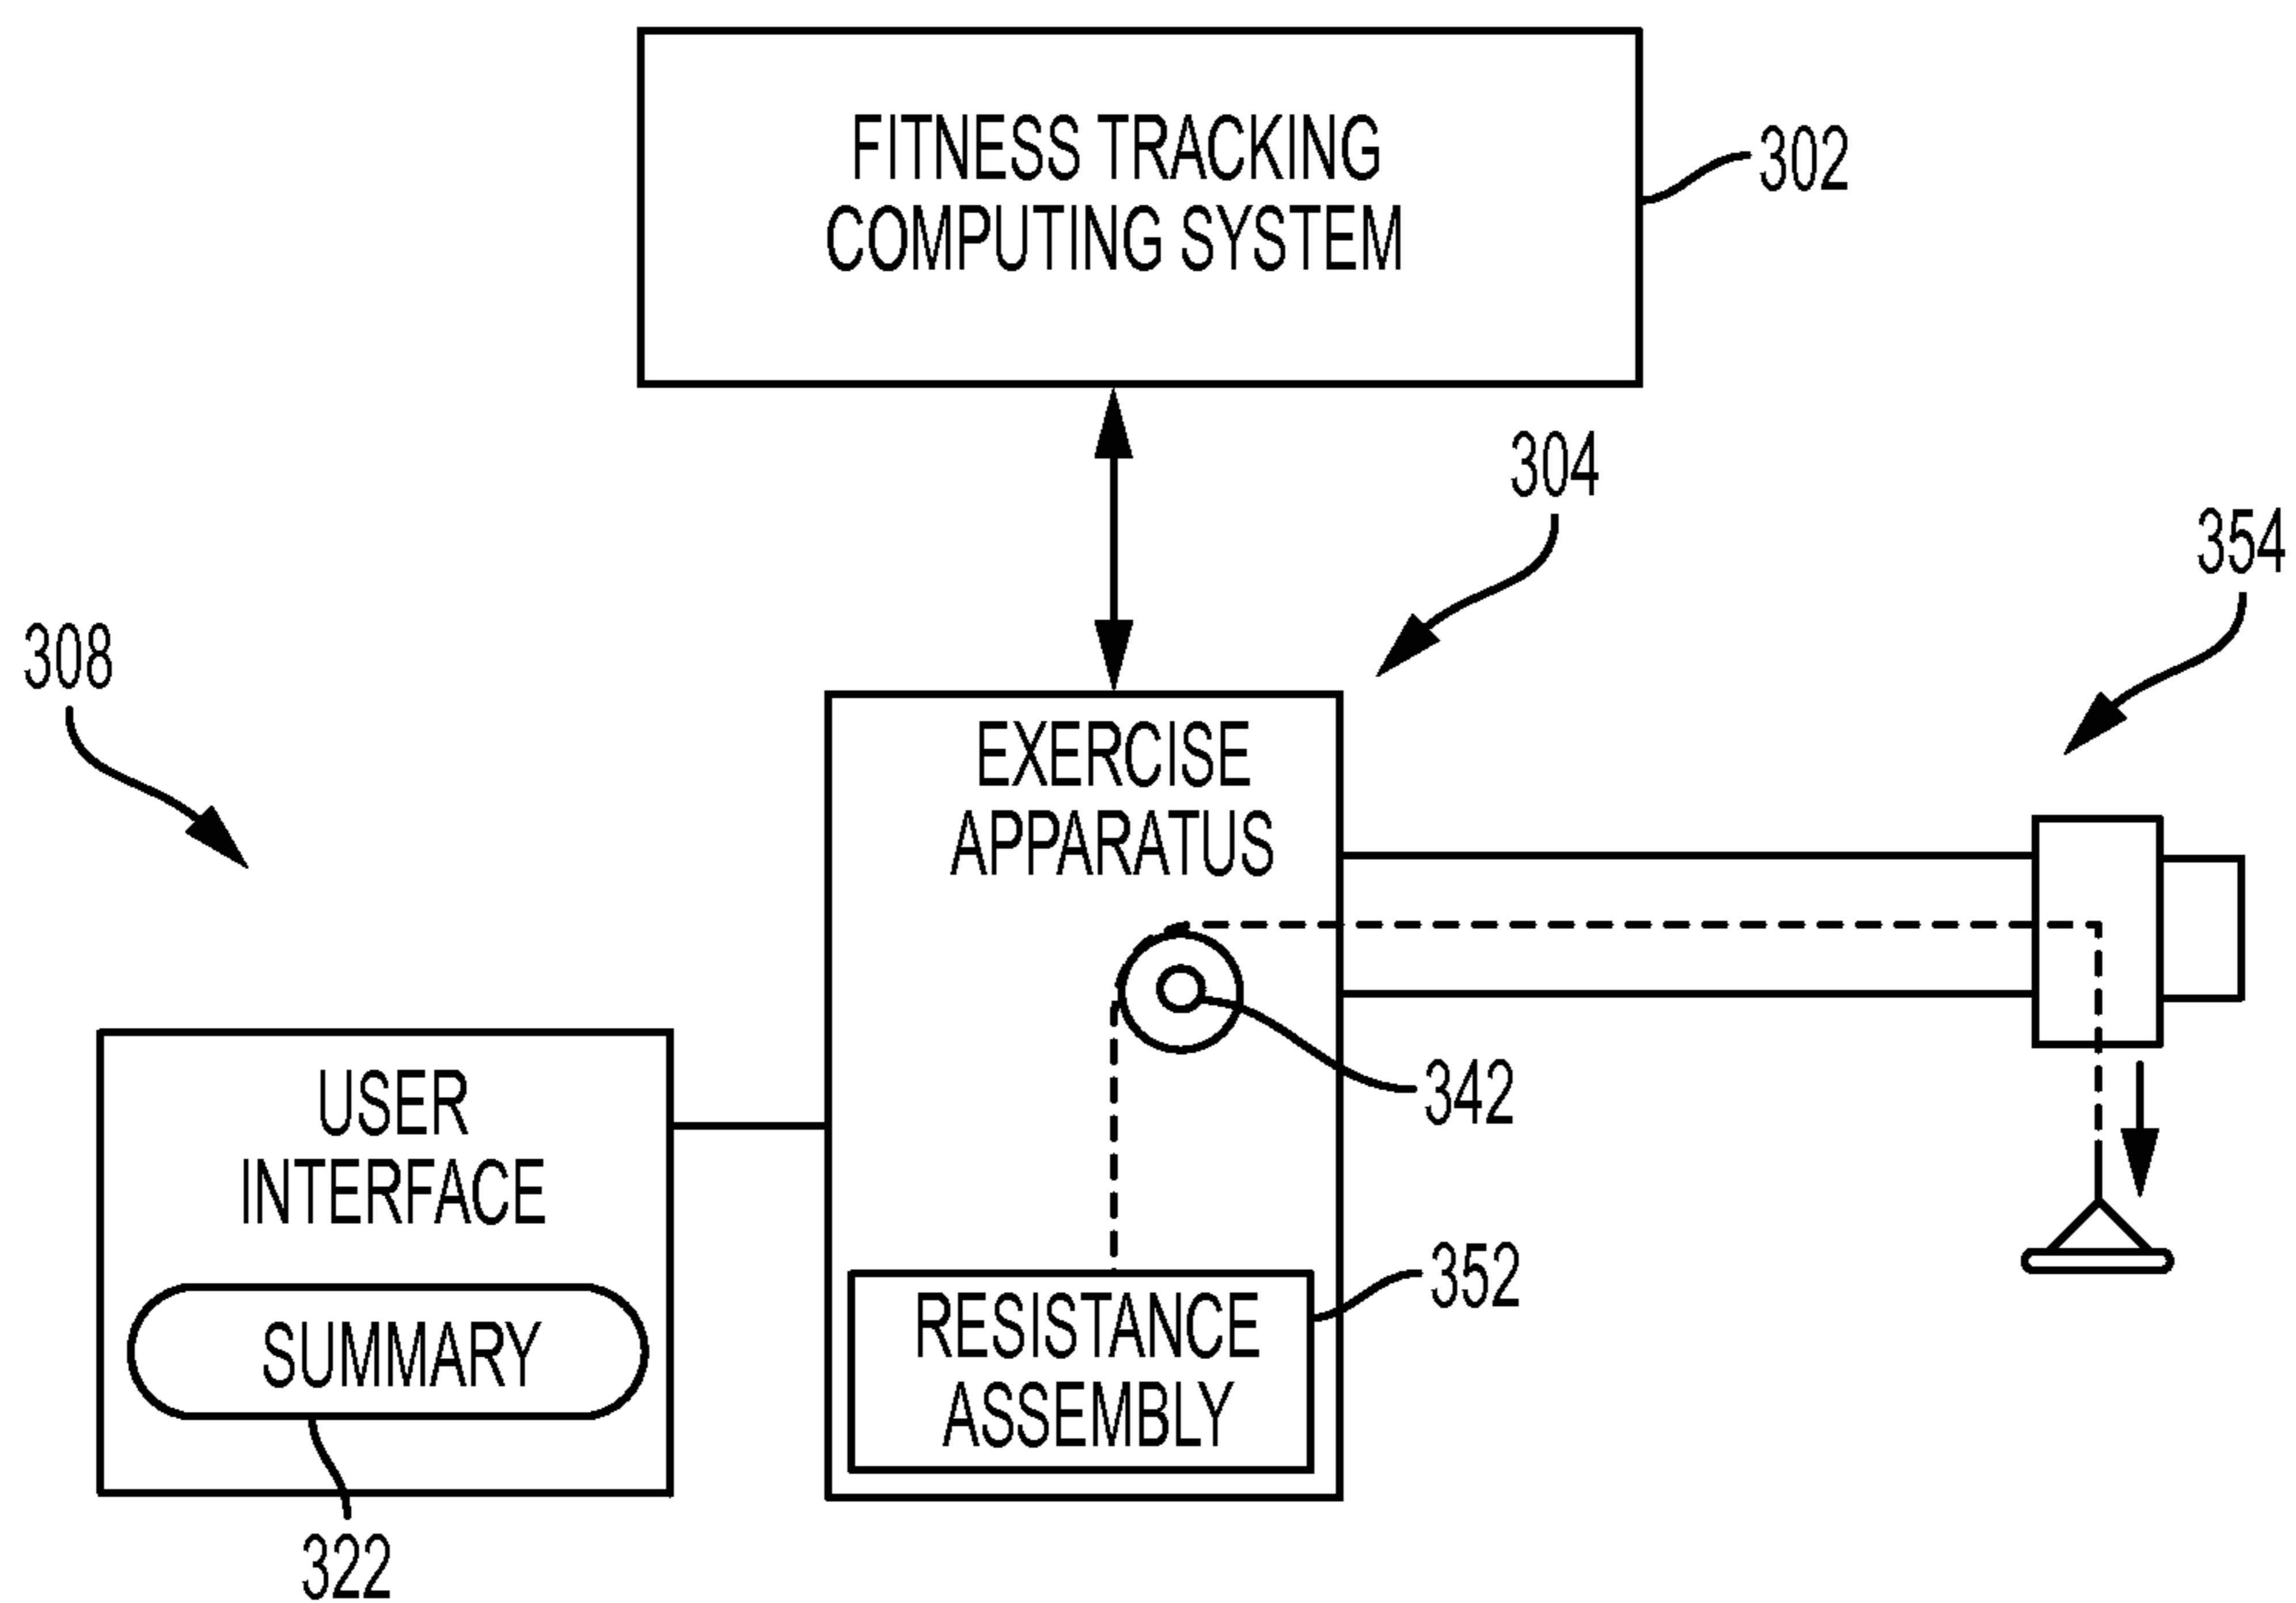 FITNESS TRACKING
COMPUTING SYSTEM
302
304
354
308
EXERCISE
APPARATUS
342
USER
INTERFACE
SUMMARY
322
352
RESISTANCE
ASSEMBLY